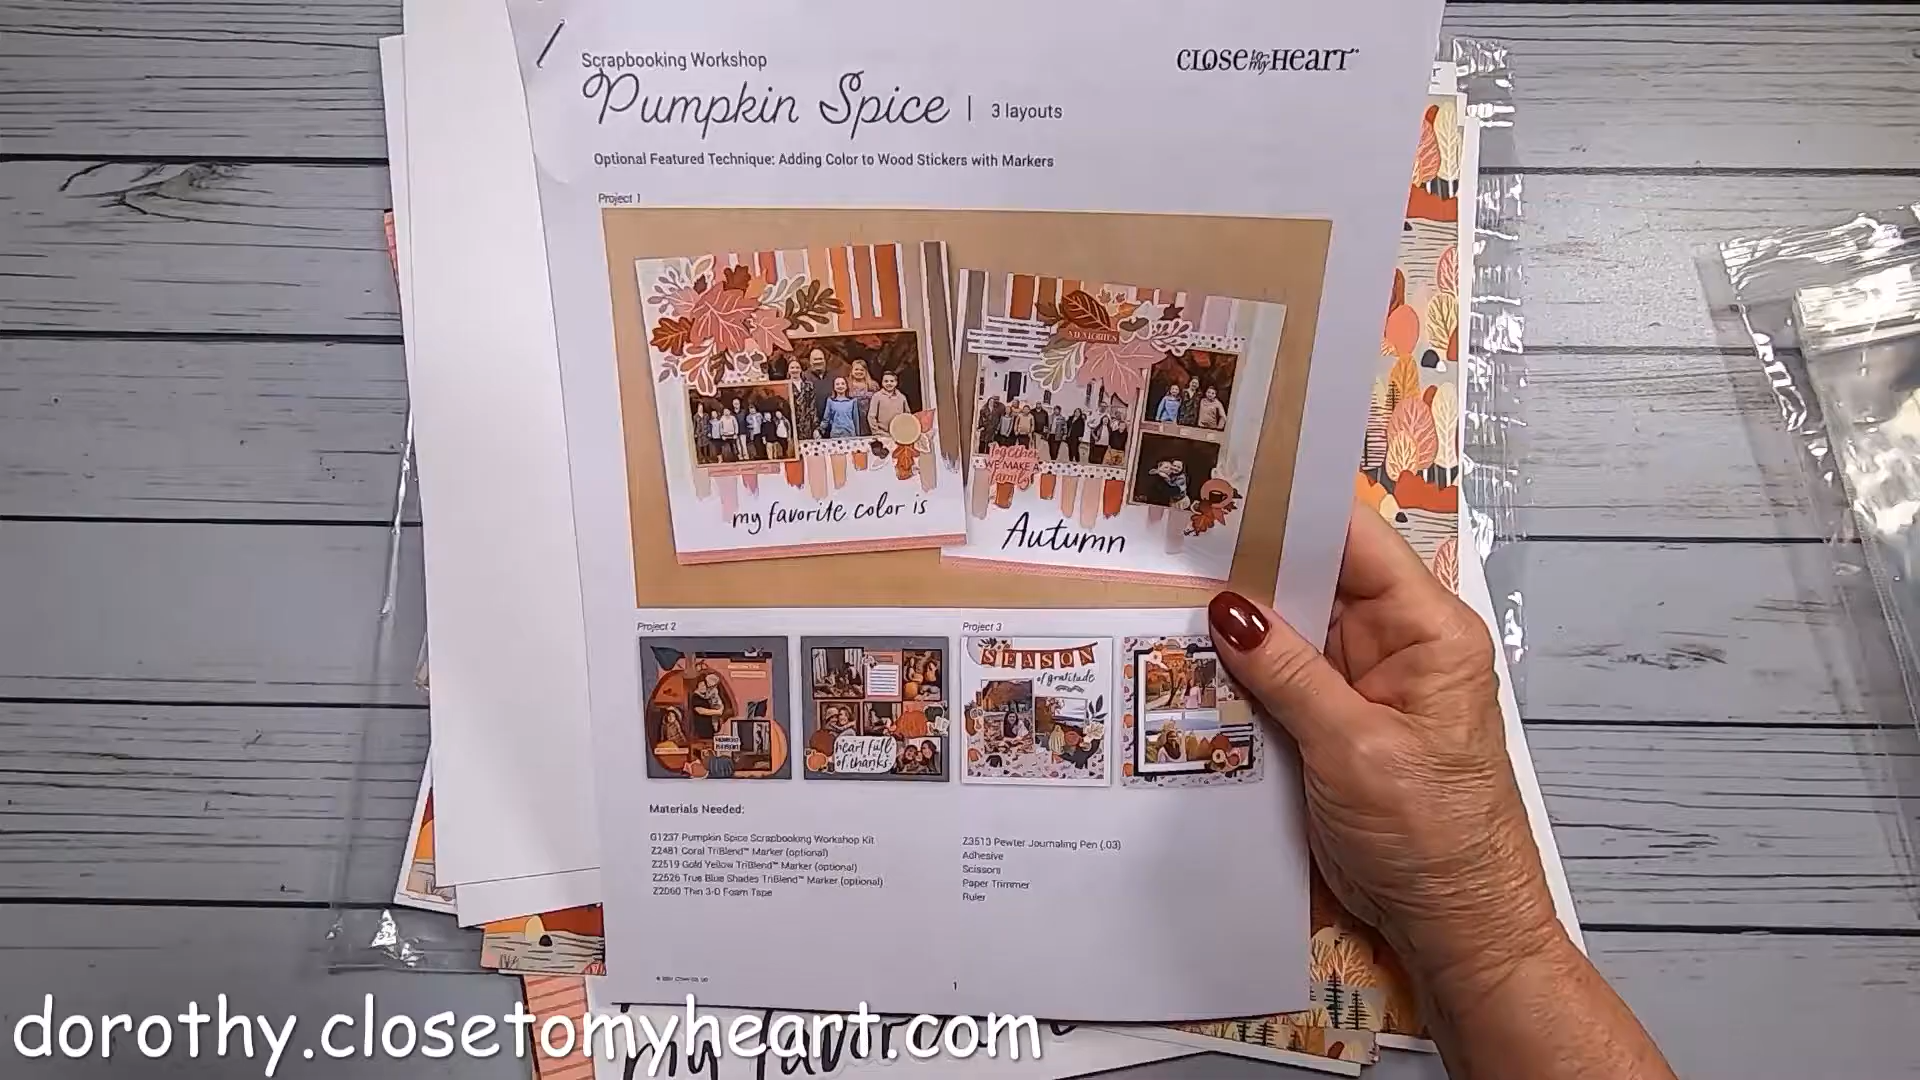 Scrapbooking Workshop
CLOSE to my HEART™
Pumpkin Spice | 3 layouts
Optional Featured Technique: Adding Color to Wood Stickers with Markers
Project 1
MEMORIES
Together
WE MAKE A
family
my favorite color is
Autumn
Project 2
Project 3
SEASON
of gratitude
heart full
of thanks
Materials Needed:
G1237 Pumpkin Spice Scrapbooking Workshop Kit
Z2481 Coral TriBlend™ Marker (optional)
Z2519 Gold Yellow TriBlend™ Marker (optional)
Z2526 True Blue Shades TriBlend™ Marker (optional)
Z2060 Thin 3-D Foam Tape
Z3513 Pewter Journaling Pen (.03)
Adhesive
Scissors
Paper Trimmer
Ruler
1
dorothy.closetomyheart.com
my